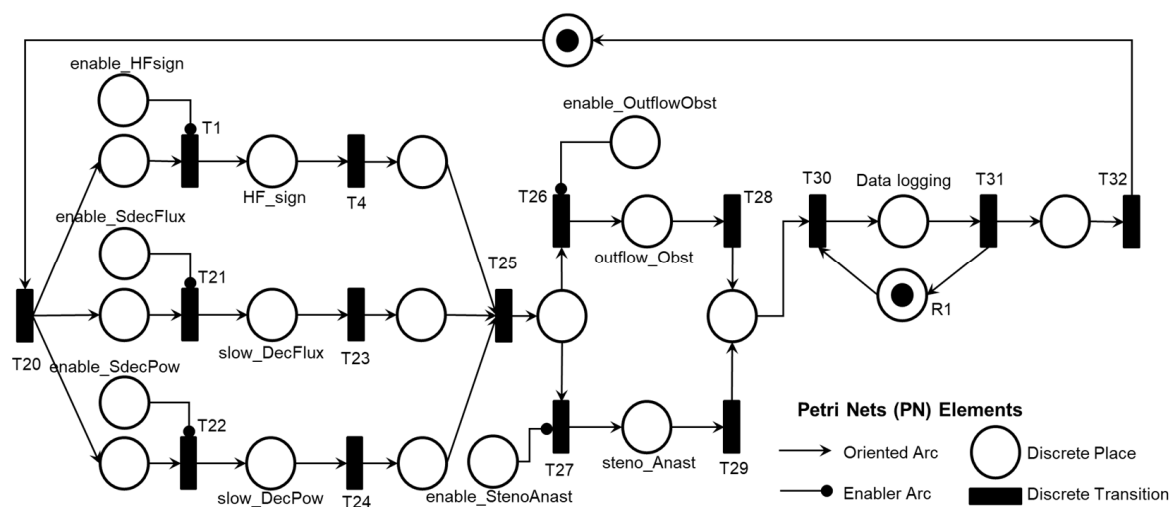 enable_HFsign
T1
HF_sign
T4
enable_SdecFlux
T21
slow_DecFlux
T23
T20
enable_SdecPow
T22
slow_DecPow
T24
T25
enable_OutflowObst
T26
outflow_Obst
T28
T27
enable_StenoAnast
steno_Anast
T29
T30
Data logging
T31
T32
R1
Petri Nets (PN) Elements
Oriented Arc
Discrete Place
Enabler Arc
Discrete Transition